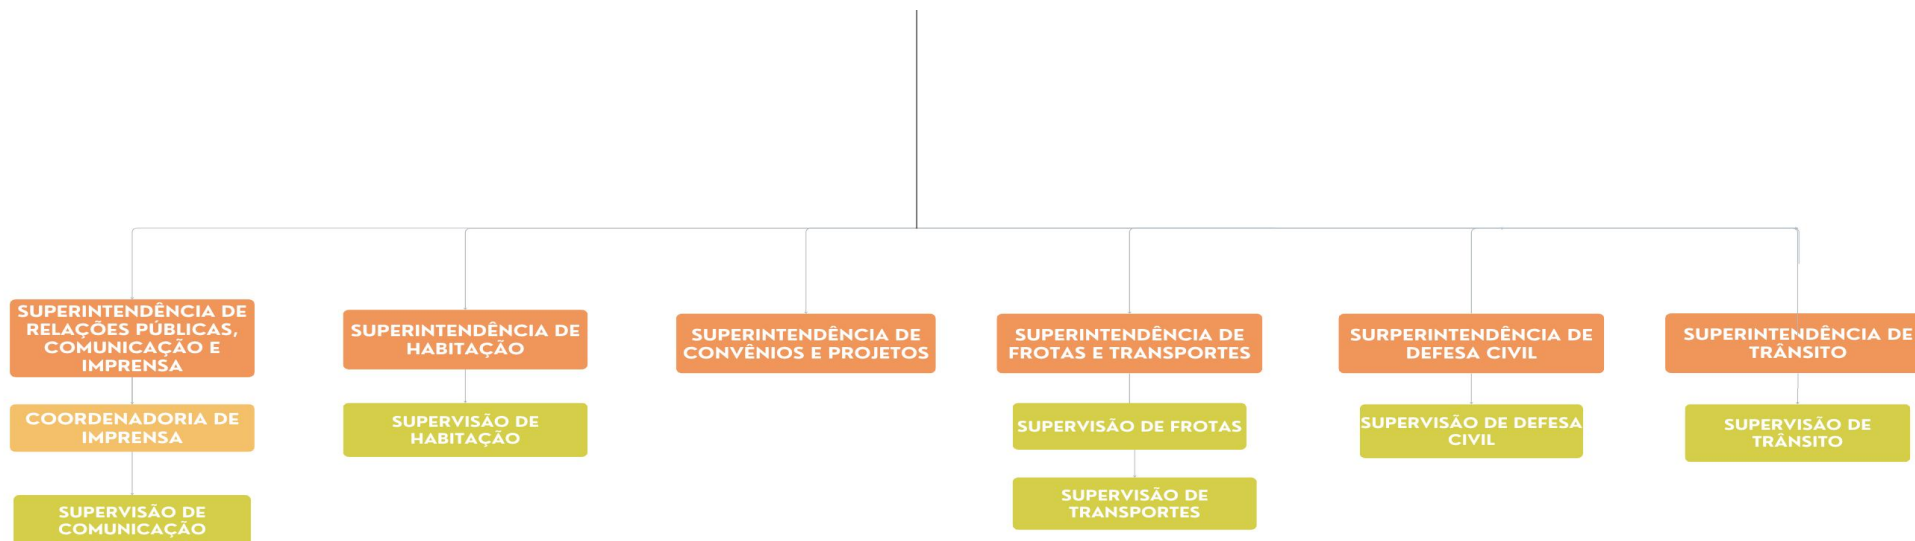 SUPERINTENDÊNCIA DE
RELAÇÕES PÚBLICAS,
COMUNICAÇÃO E
IMPRENSA
COORDENADORIA DE
IMPRENSA
SUPERVISÃO DE
COMUNICAÇÃO
SUPERINTENDÊNCIA DE
HABITAÇÃO
SUPERVISÃO DE
HABITAÇÃO
SUPERINTENDÊNCIA DE
CONVÊNIOS E PROJETOS
SUPERINTENDÊNCIA DE
FROTAS E TRANSPORTES
SUPERVISÃO DE FROTAS
SUPERVISÃO DE
TRANSPORTES
SURPERINTENDÊNCIA DE
DEFESA CIVIL
SUPERVISÃO DE DEFESA
CIVIL
SUPERINTENDÊNCIA DE
TRÂNSITO
SUPERVISÃO DE
TRÂNSITO